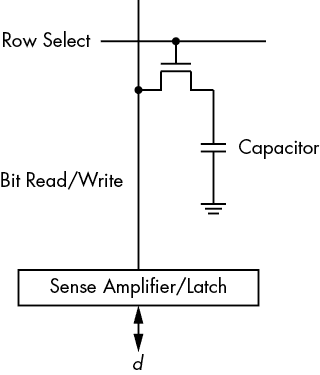 Row Select
Capacitor
Bit Read/Write
Sense Amplifier/Latch
d